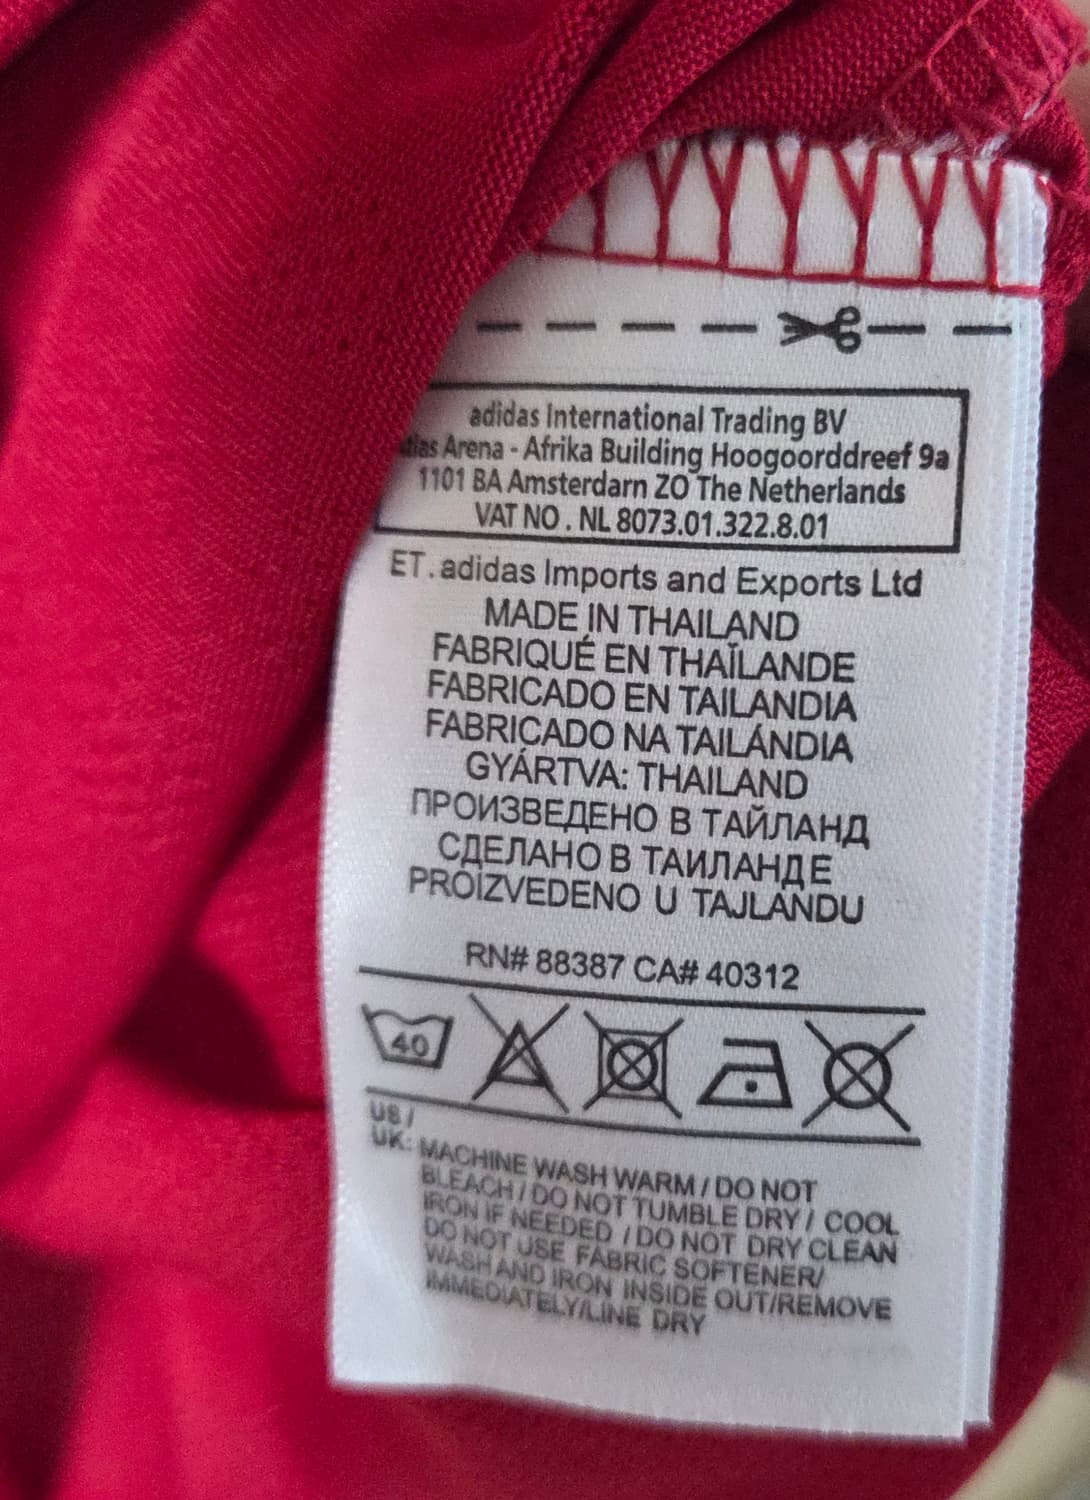 adidas International Trading BV
Arena - Afrika Building Hoogoorddreef 9a
1101 BA Amsterdarn ZO The Netherlands
VAT NO . NL 8073.01.322.8.01
ET. adidas Imports and Exports Ltd
MADE IN THAILAND
FABRIQUÉ EN THAÏLANDE
FABRICADO EN TAILANDIA
FABRICADO NA TAILÁNDIA
GYÁRTVA: THAILAND
ПРОИЗВЕДЕНО В ТАЙЛАНД
СДЕЛАНО В ТАИЛАНДЕ
PROIZVEDENO U TAJLANDU
RN# 88387 CA# 40312
40
US /
UK: MACHINE WASH WARM / DO NOT
BLEACH / DO NOT TUMBLE DRY / COOL
IRON IF NEEDED / DO NOT DRY CLEAN
DO NOT USE FABRIC SOFTENER/
WASH AND IRON INSIDE OUT/REMOVE
IMMEDIATELY/LINE DRY